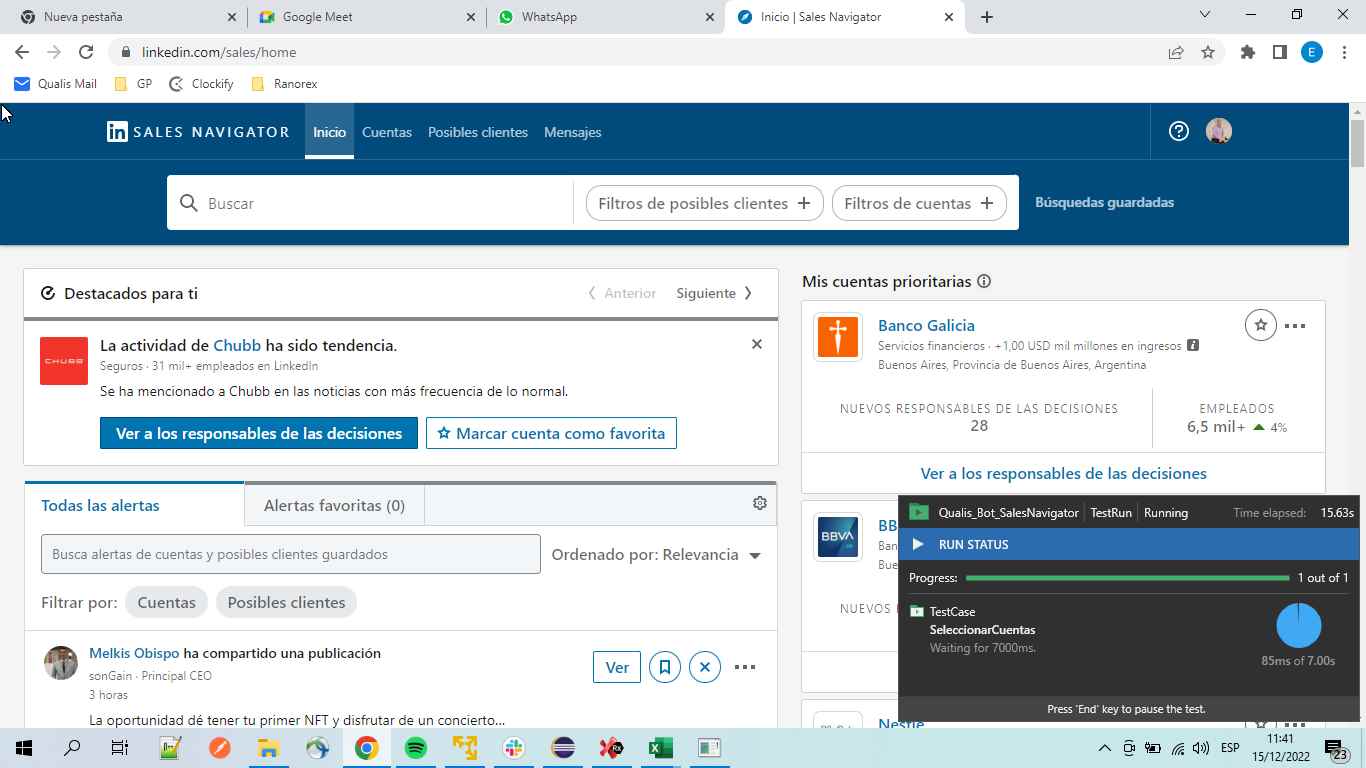 Nueva pestaña
Google Meet
WhatsApp
Inicio | Sales Navigator
linkedin.com/sales/home
E
Qualis Mail
GP
Clockify
Ranorex
in SALES NAVIGATOR
Inicio
Cuentas
Posibles clientes
Mensajes
Buscar
Filtros de posibles clientes
Filtros de cuentas
Búsquedas guardadas
Destacados para ti
Anterior
Siguiente
CHUBB
La actividad de Chubb ha sido tendencia.
Seguros · 31 mil+ empleados en LinkedIn
Se ha mencionado a Chubb en las noticias con más frecuencia de lo normal.
Ver a los responsables de las decisiones
Marcar cuenta como favorita
Todas las alertas
Alertas favoritas (0)
Busca alertas de cuentas y posibles clientes guardados
Ordenado por: Relevancia
Filtrar por:
Cuentas
Posibles clientes
Melkis Obispo ha compartido una publicación
sonGain · Principal CEO
3 horas
Ver
La oportunidad dé tener tu primer NFT y disfrutar de un concierto...
Mis cuentas prioritarias
Banco Galicia
Servicios financieros · +1,00 USD mil millones en ingresos
Buenos Aires, Provincia de Buenos Aires, Argentina
NUEVOS RESPONSABLES DE LAS DECISIONES
28
EMPLEADOS
6,5 mil+ 4%
Ver a los responsables de las decisiones
BBVA
BB
Ban
Bue
NUEVOS
Nestlé
Qualis_Bot_SalesNavigator
TestRun
Running
Time elapsed: 15.63s
RUN STATUS
Progress:
1 out of 1
TestCase
SeleccionarCuentas
Waiting for 7000ms.
85ms of 7.00s
Press 'End' key to pause the test.
ESP
11:41
15/12/2022
23